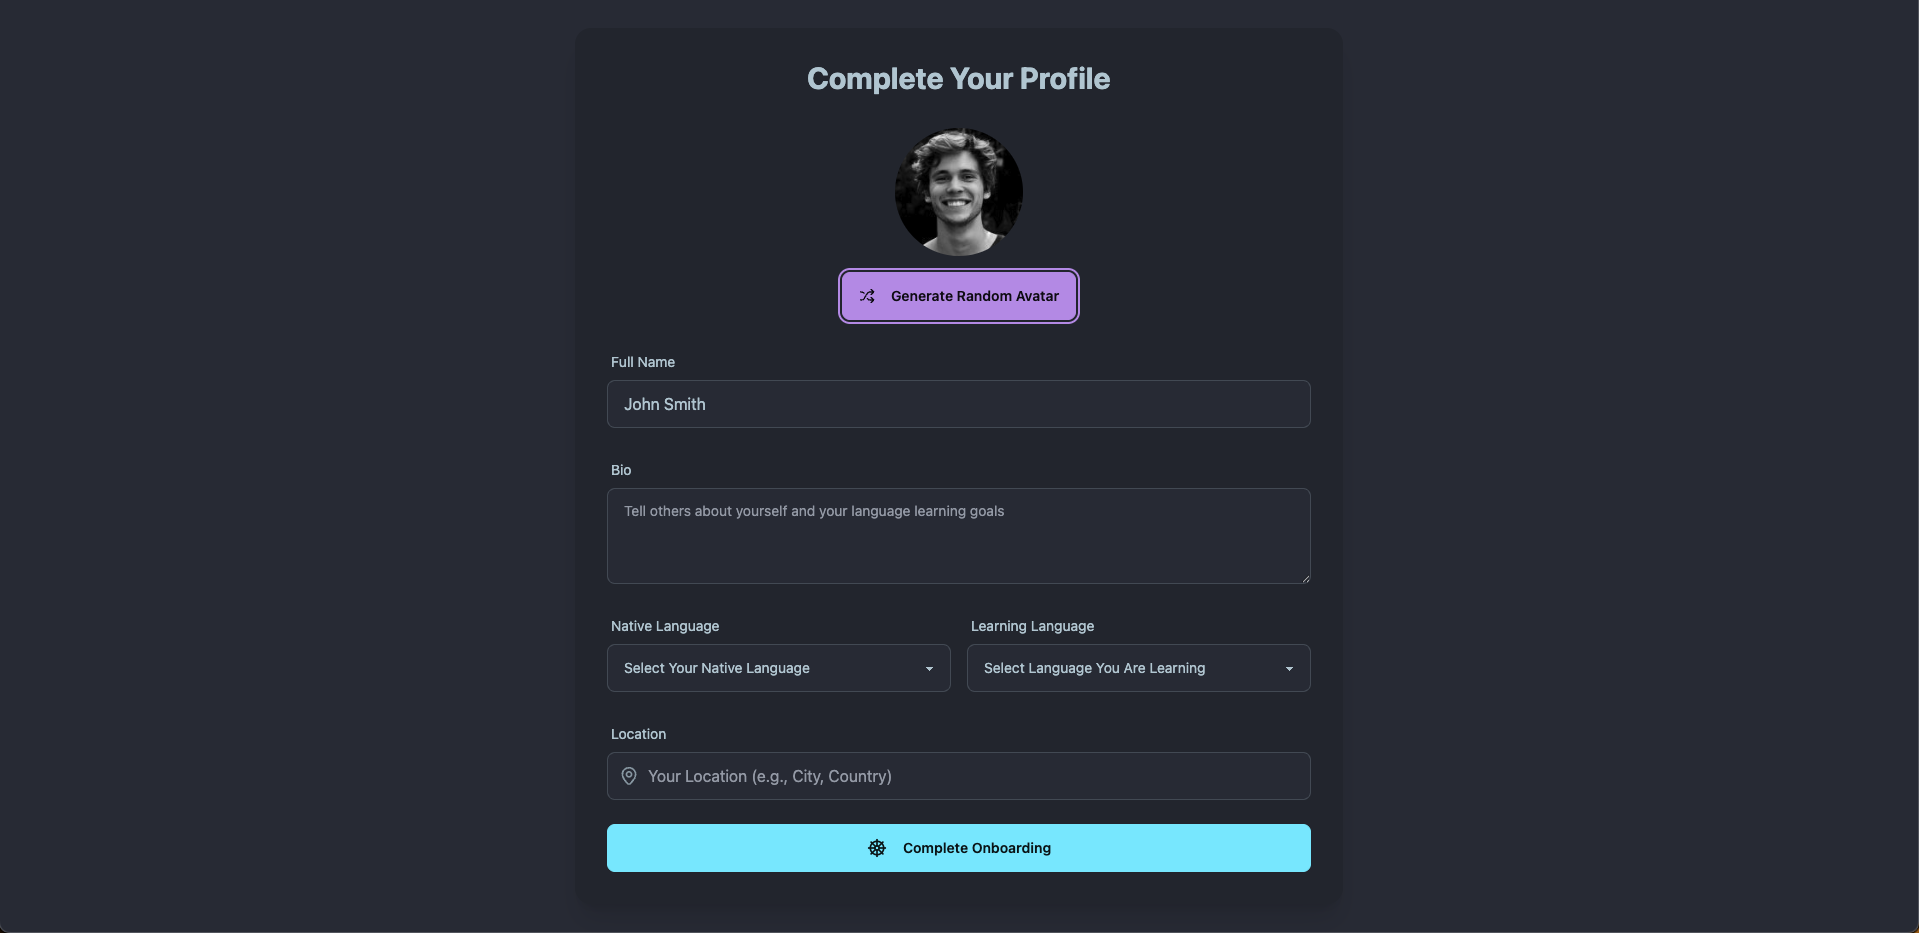 Complete Your Profile
Generate Random Avatar
Full Name
John Smith
Bio
Tell others about yourself and your language learning goals
Native Language
Learning Language
Select Your Native Language
Select Language You Are Learning
Location
Your Location (e.g., City, Country)
Complete Onboarding